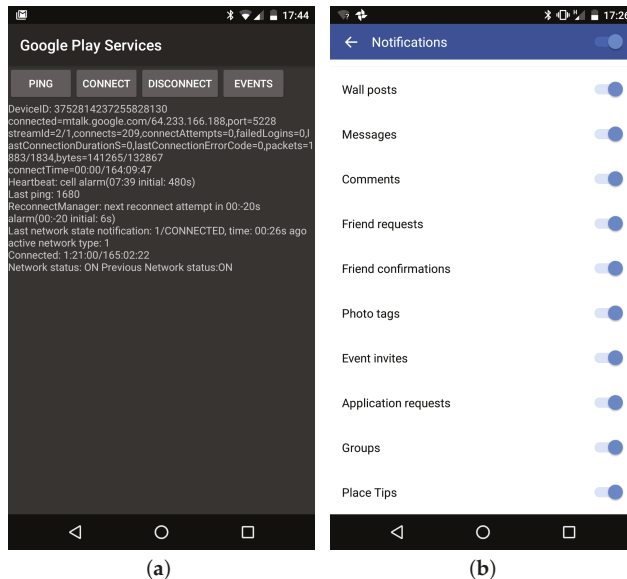 17:44
Google Play Services
PING CONNECT DISCONNECT EVENTS
DeviceID: 3752814237255828130
connected=mtalk.google.com/64.233.166.188,port=5228
streamId=2/1,connects=209,connectAttempts=0,failedLogins=0,l
astConnectionDurationS=0,lastConnectionErrorCode=0,packets=1
883/1834,bytes=141265/132867
connectTime=00:00/164:09:47
Heartbeat: cell alarm(07:39 initial: 480s)
Last ping: 1680
ReconnectManager: next reconnect attempt in 00:-20s
alarm(00:-20 initial: 6s)
Last network state notification: 1/CONNECTED, time: 00:26s ago
active network type: 1
Connected: 1:21:00/165:02:22
Network status: ON Previous Network status:ON
(a)
17:26
Notifications
Wall posts
Messages
Comments
Friend requests
Friend confirmations
Photo tags
Event invites
Application requests
Groups
Place Tips
(b)